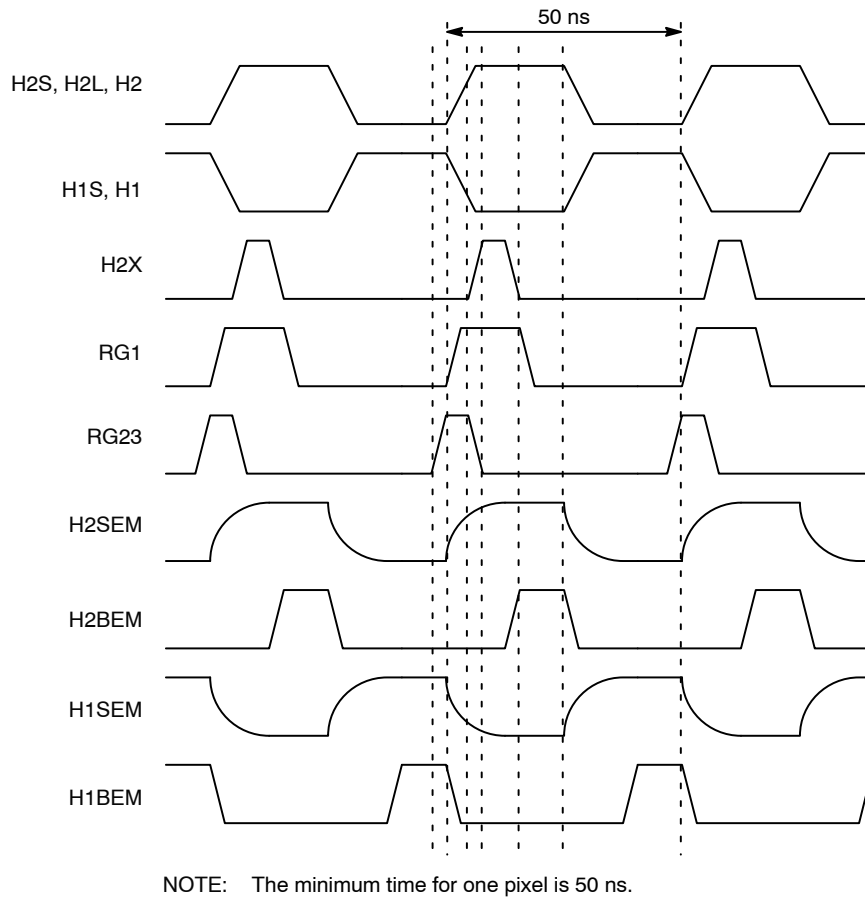 50 ns
H2S, H2L, H2
H1S, H1
H2X
RG1
RG23
H2SEM
H2BEM
H1SEM
H1BEM
NOTE: The minimum time for one pixel is 50 ns.